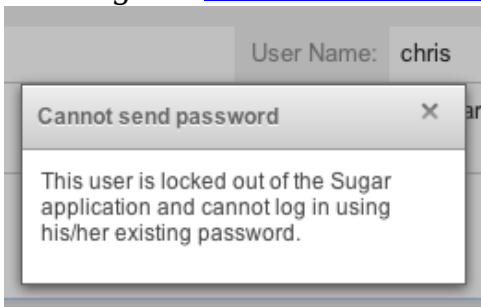 User Name: chris
Cannot send password
This user is locked out of the Sugar
application and cannot log in using
his/her existing password.